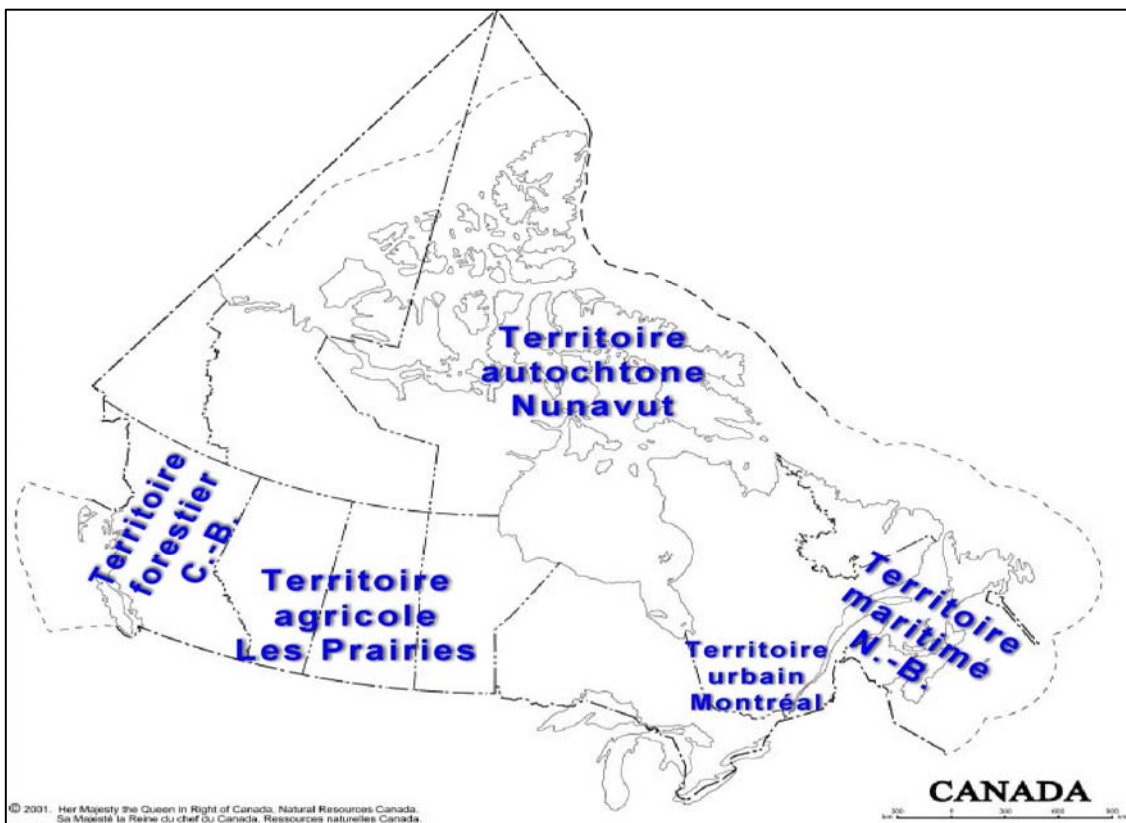 Territoire
autochtone
Nunavut
Territoire
forestier
C.-B.
Territoire
agricole
Les Prairies
Territoire
urbain
Montréal
Territoire
maritime
N.-B.
CANADA
km
km
© 2001. Her Majesty the Queen in Right of Canada, Natural Resources Canada.
Sa Majesté la Reine du chef du Canada, Ressources naturelles Canada.